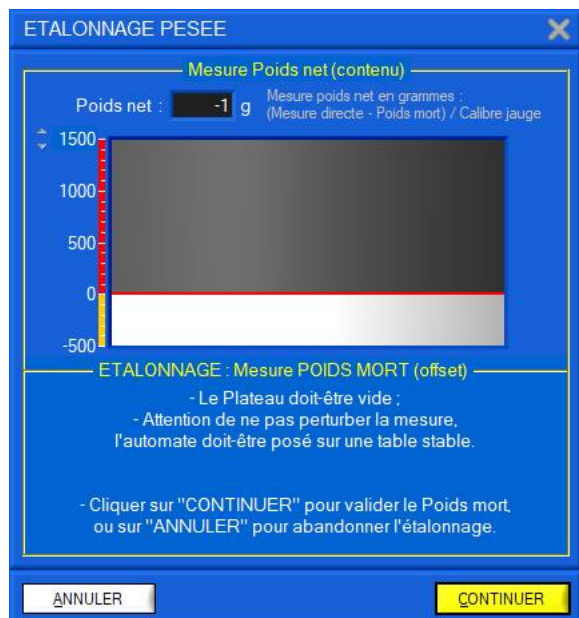 ETALONNAGE PESEE
Mesure Poids net (contenu)
Poids net : -1 g
Mesure poids net en grammes :
(Mesure directe - Poids mort) / Calibre jauge
1500
1000
500
0
-500
ETALONNAGE : Mesure POIDS MORT (offset)
- Le Plateau doit-être vide ;
- Attention de ne pas perturber la mesure,
l'automate doit-être posé sur une table stable.
- Cliquer sur "CONTINUER" pour valider le Poids mort,
ou sur "ANNULER" pour abandonner l'étalonnage.
ANNULER
CONTINUER